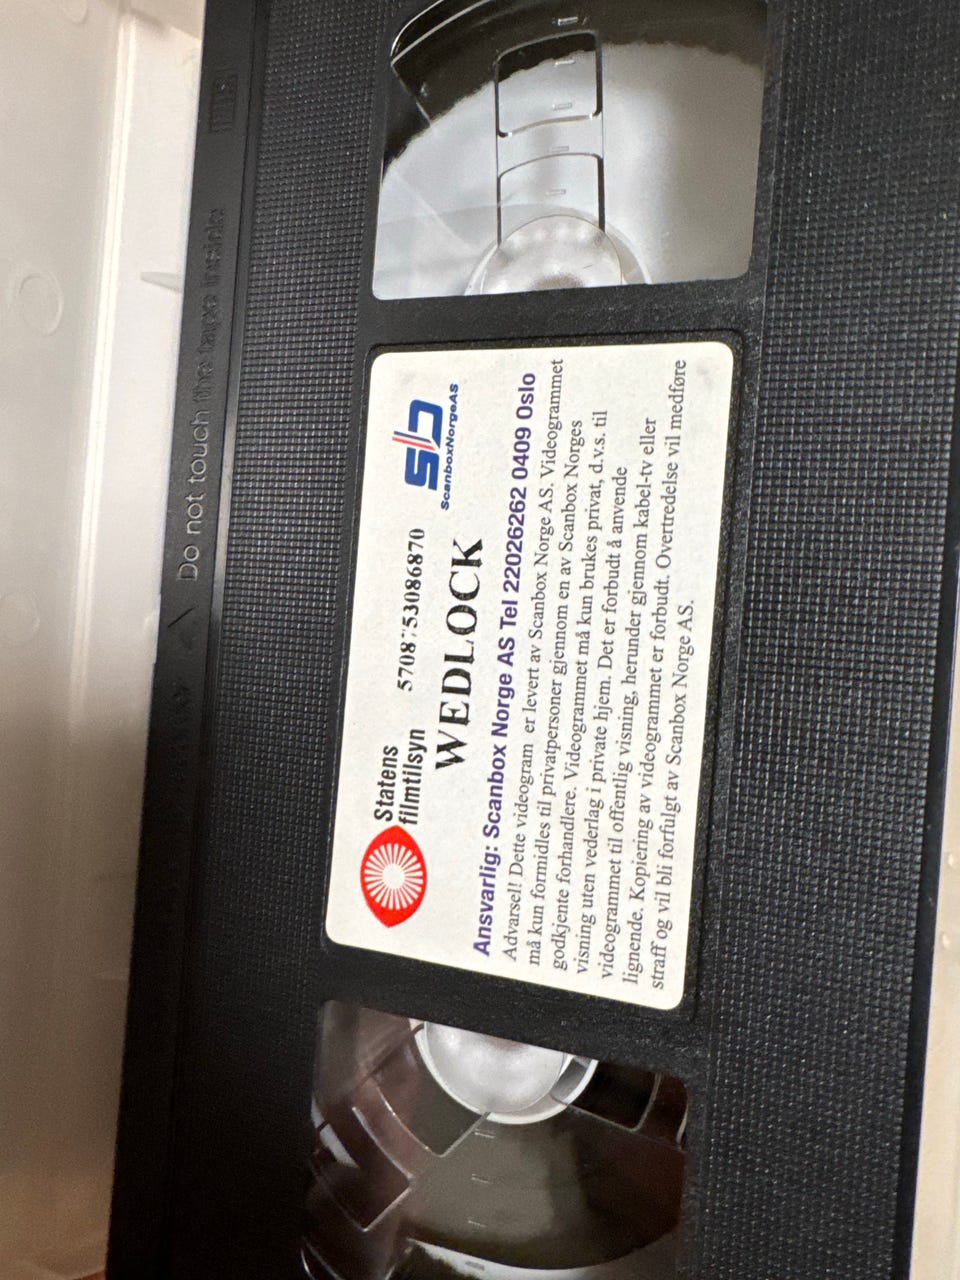 Do not touch the tape inside
Statens
filmtilsyn
5708753086870
ScanboxNorgeAS
WEDLOCK
Ansvarlig: Scanbox Norge AS Tel 22026262 0409 Oslo
Advarsel! Dette videogram er levert av Scanbox Norge AS. Videogrammet
må kun formidles til privatpersoner gjennom en av Scanbox Norges
godkjente forhandlere. Videogrammet må kun brukes privat, d.v.s. til
visning uten vederlag i private hjem. Det er forbudt å anvende
videogrammet til offentlig visning, herunder gjennom kabel-tv eller
lignende. Kopiering av videogrammet er forbudt. Overtredelse vil medføre
straff og vil bli forfulgt av Scanbox Norge AS.